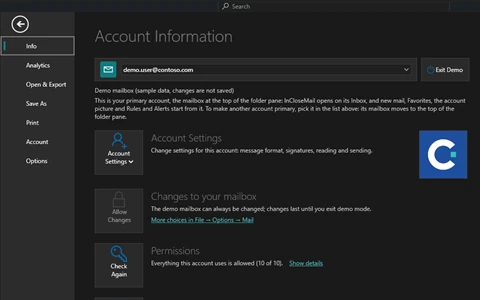 Search
Account Information
Info
demo.user@contoso.com
Exit Demo
Analytics
Open & Export
Demo mailbox (sample data, changes are not saved)
This is your primary account, the mailbox at the top of the folder pane: InCloseMail opens on its Inbox, and new mail, Favorites, the account
picture and Rules and Alerts start from it. To make another account primary, pick it in the list above: its mailbox moves to the top of the
folder pane.
Save As
Print
Account
Options
Account
Settings
Account Settings
Change settings for this account: message format, signatures, reading and sending.
C
Allow
Changes
Changes to your mailbox
The demo mailbox can always be changed; changes last until you exit demo mode.
More choices in File → Options → Mail
Check
Again
Permissions
Everything this account uses is allowed (10 of 10).
Show details